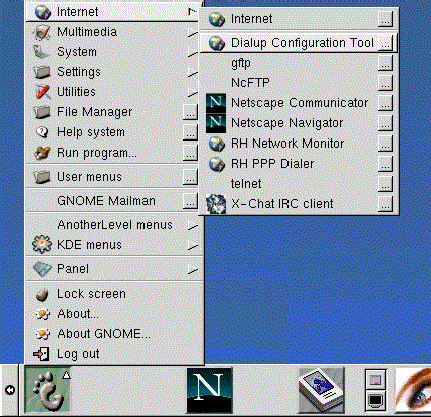 Internet
Multimedia
System
Settings
Utilities
File Manager
Help system
Run program...
User menus
GNOME Mailman
AnotherLevel menus
KDE menus
Panel
Lock screen
About...
About GNOME...
Log out
Internet
Dialup Configuration Tool
gftp
NcFTP
Netscape Communicator
Netscape Navigator
RH Network Monitor
RH PPP Dialer
telnet
X-Chat IRC client
N